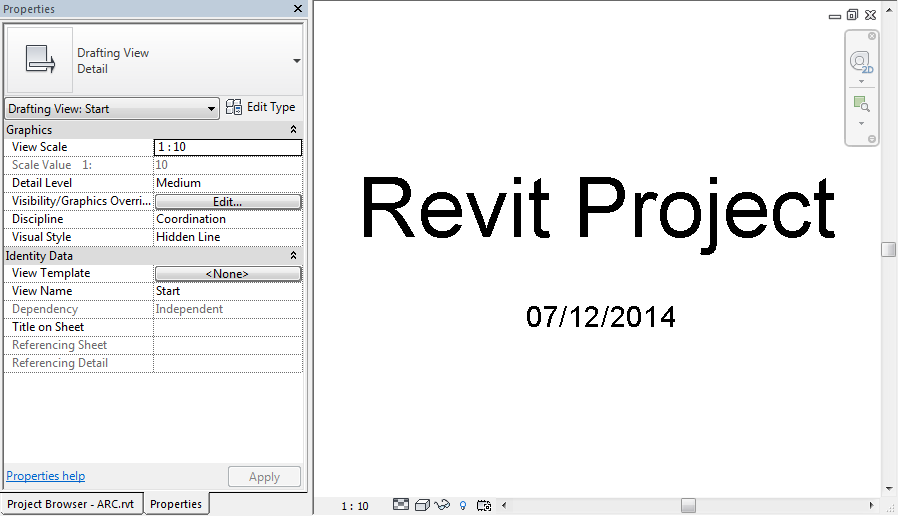 Properties
Drafting View
Detail
Drafting View: Start
Edit Type
Graphics
View Scale 1 : 10
Scale Value 1: 10
Detail Level Medium
Visibility/Graphics Overri... Edit...
Discipline Coordination
Visual Style Hidden Line
Identity Data
View Template <None>
View Name Start
Dependency Independent
Title on Sheet
Referencing Sheet
Referencing Detail
Properties help
Apply
Project Browser - ARC.rvt
Properties
2D
Revit Project
07/12/2014
1 : 10